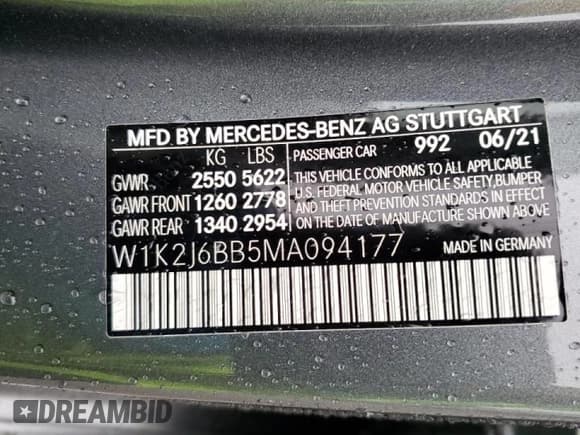 MFD BY MERCEDES-BENZ AG STUTTGART
KG LBS PASSENGER CAR 992 06/21
GVWR 2550 5622
GAWR FRONT 1260 2778
GAWR REAR 1340 2954
THIS VEHICLE CONFORMS TO ALL APPLICABLE
U.S. FEDERAL MOTOR VEHICLE SAFETY, BUMPER
AND THEFT PREVENTION STANDARDS IN EFFECT
ON THE DATE OF MANUFACTURE SHOWN ABOVE.
W1K2J6BB5MA094177 MADE IN GERMANY
DREAMBID